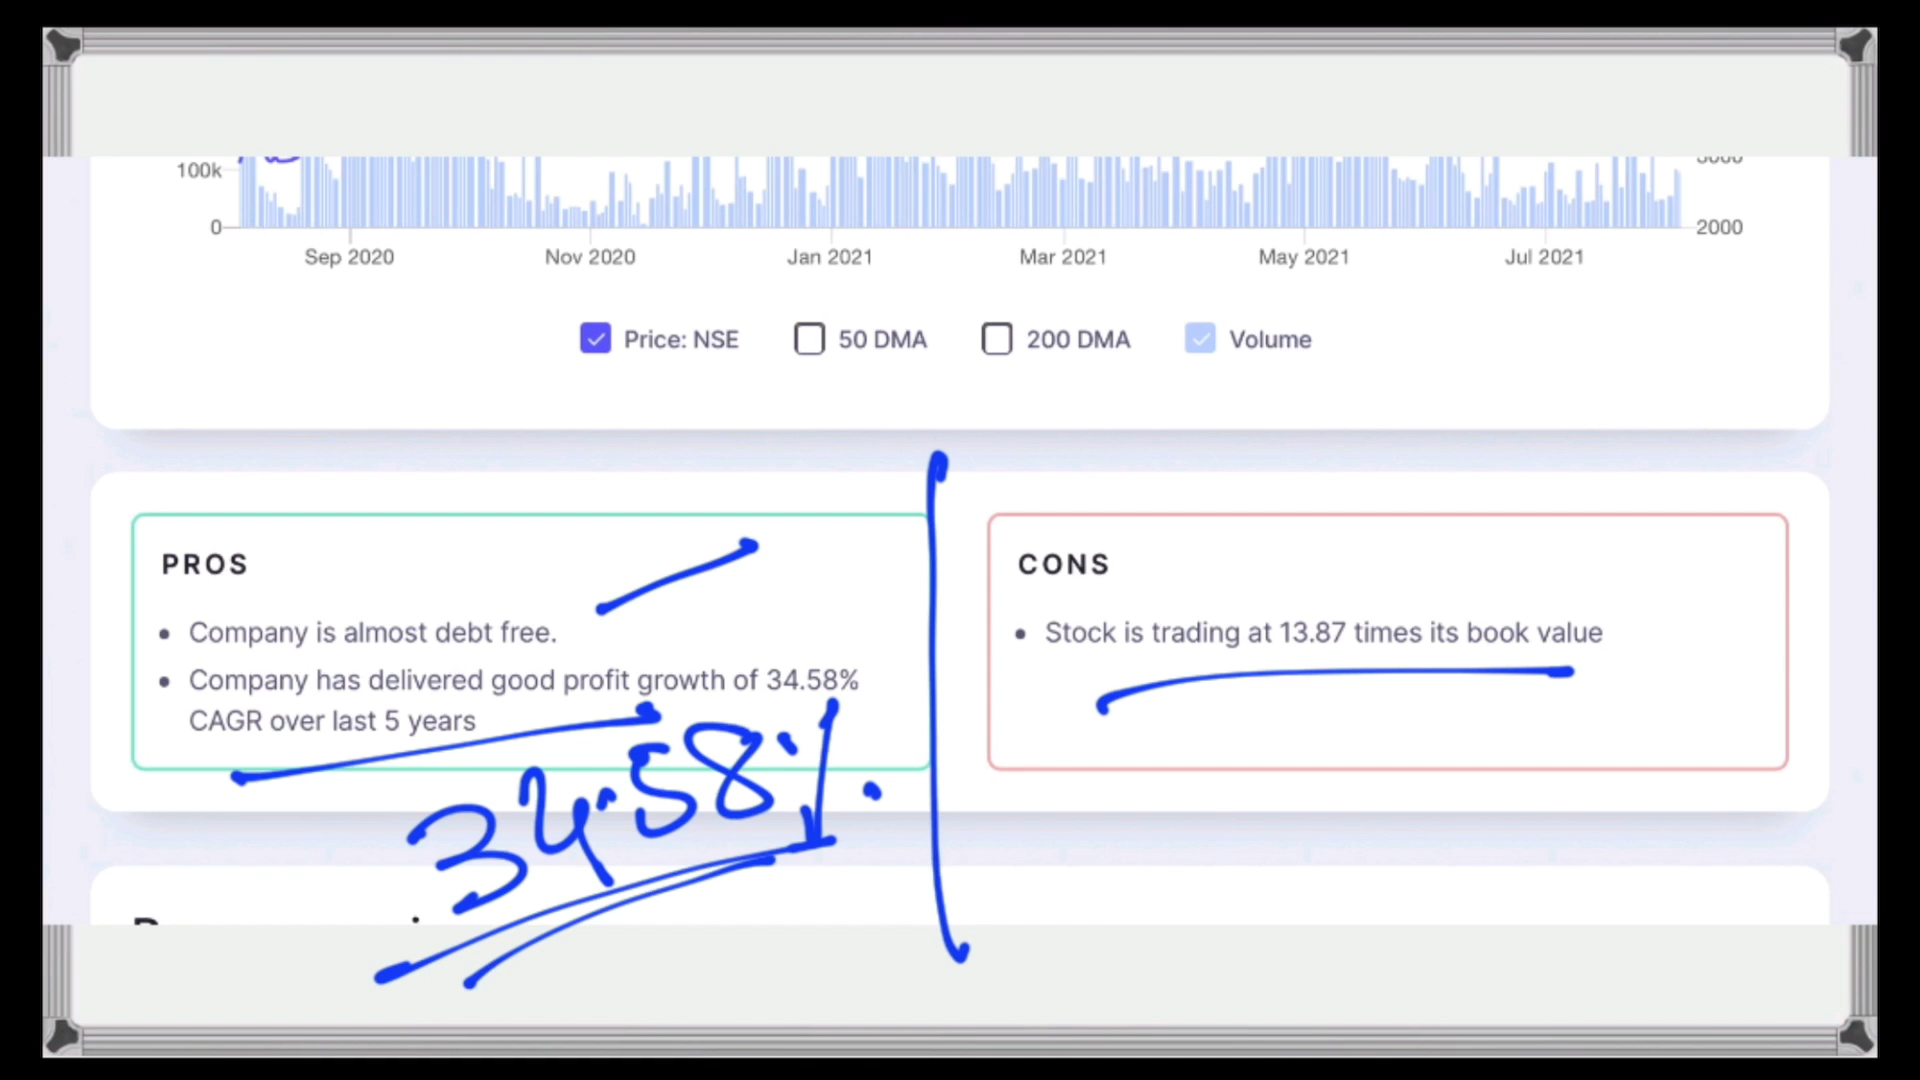 100k
0
2000
Sep 2020 Nov 2020 Jan 2021 Mar 2021 May 2021 Jul 2021
Price: NSE 50 DMA 200 DMA Volume
PROS
Company is almost debt free.
Company has delivered good profit growth of 34.58%
CAGR over last 5 years
34.58%
CONS
Stock is trading at 13.87 times its book value